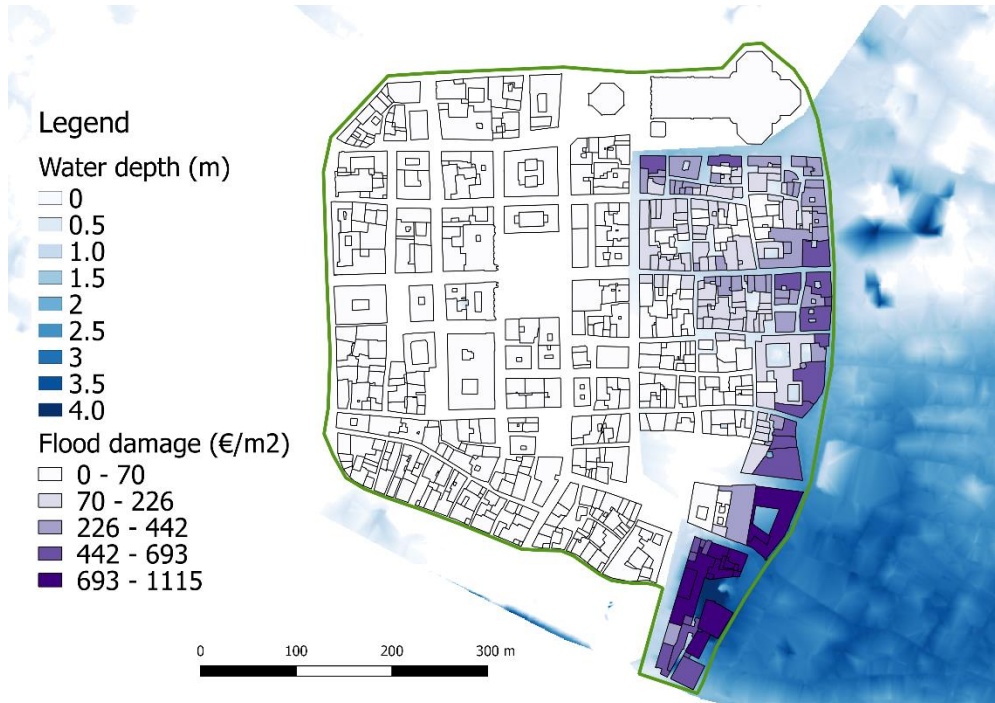 Legend
Water depth (m)
0
0.5
1.0
1.5
2
2.5
3
3.5
4.0
Flood damage (€/m2)
0 - 70
70 - 226
226 - 442
442 - 693
693 - 1115
0 100 200 300 m